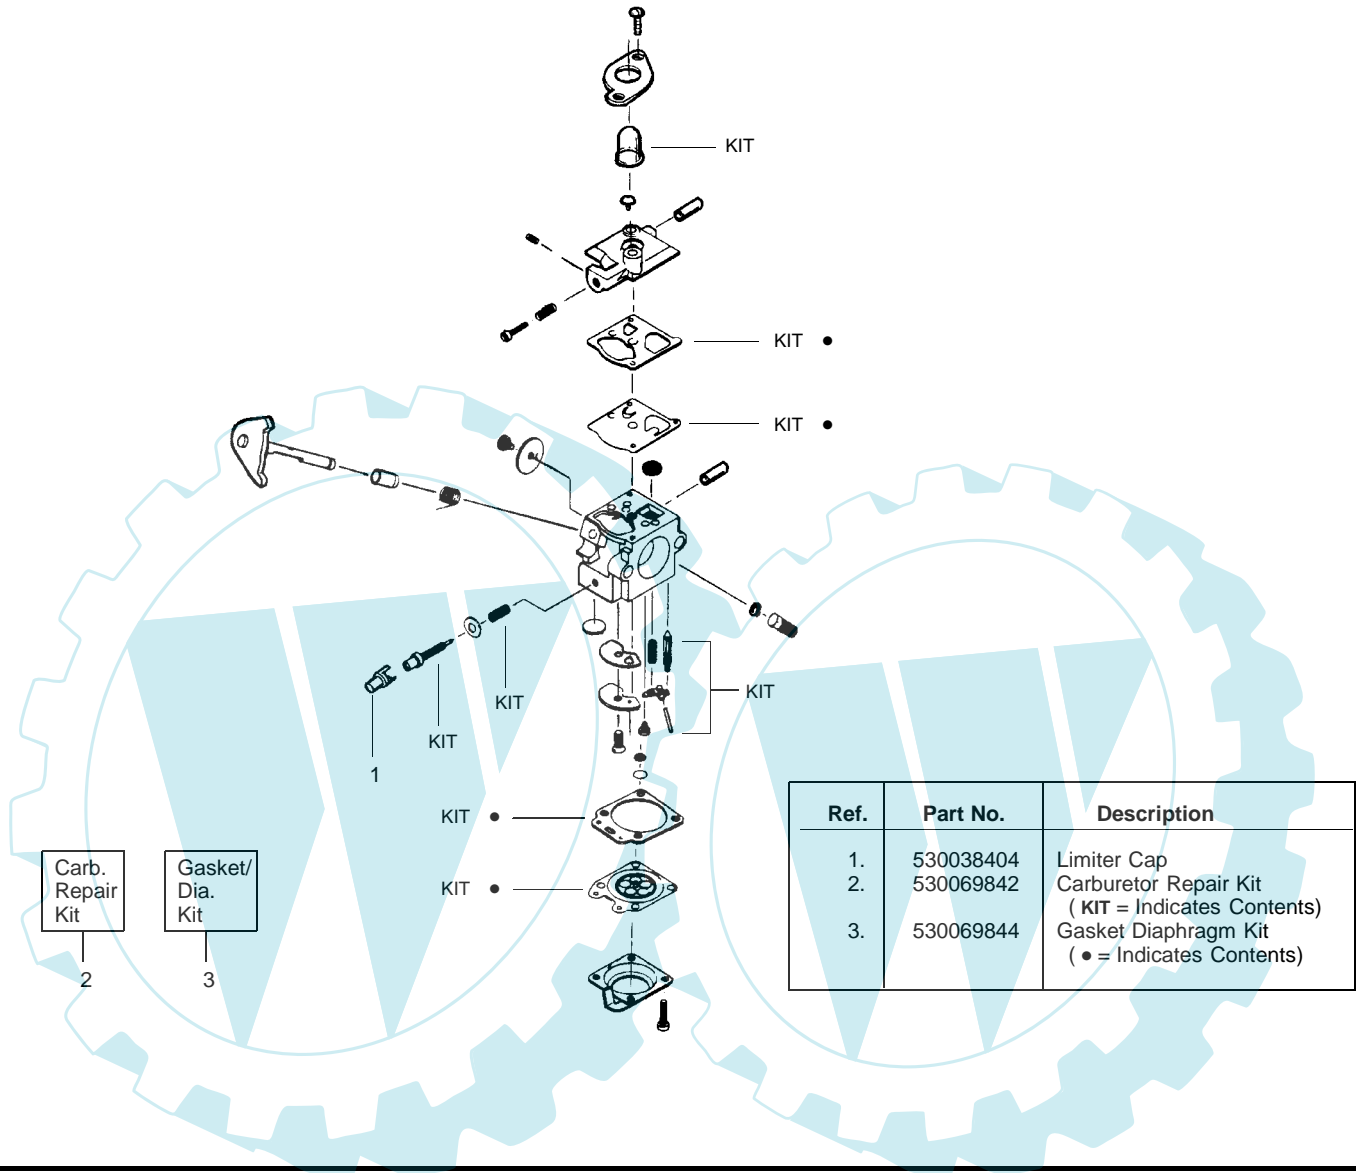 KIT
KIT ●
KIT ●
KIT
KIT
KIT
1
KIT ●
KIT ●
Carb.
Repair
Kit
2
Gasket/
Dia.
Kit
3
Ref. Part No. Description
1. 530038404 Limiter Cap
2. 530069842 Carburetor Repair Kit
( KIT = Indicates Contents)
3. 530069844 Gasket Diaphragm Kit
( ● = Indicates Contents)